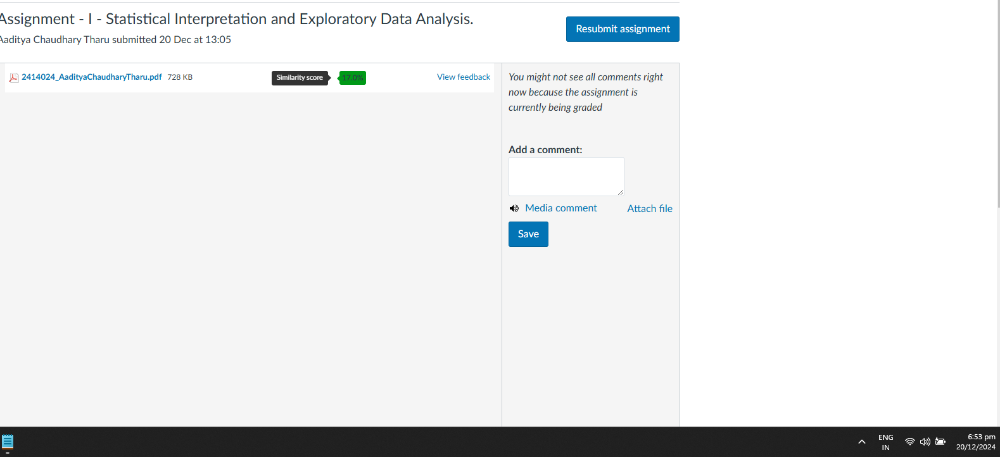 Assignment - I - Statistical Interpretation and Exploratory Data Analysis.
Resubmit assignment
Aaditya Chaudhary Tharu submitted 20 Dec at 13:05
2414024_AadityaChaudharyTharu.pdf 728 KB
Similarity score
17.0%
View feedback
You might not see all comments right
now because the assignment is
currently being graded
Add a comment:
Media comment
Attach file
Save
ENG
IN
6:53 pm
20/12/2024